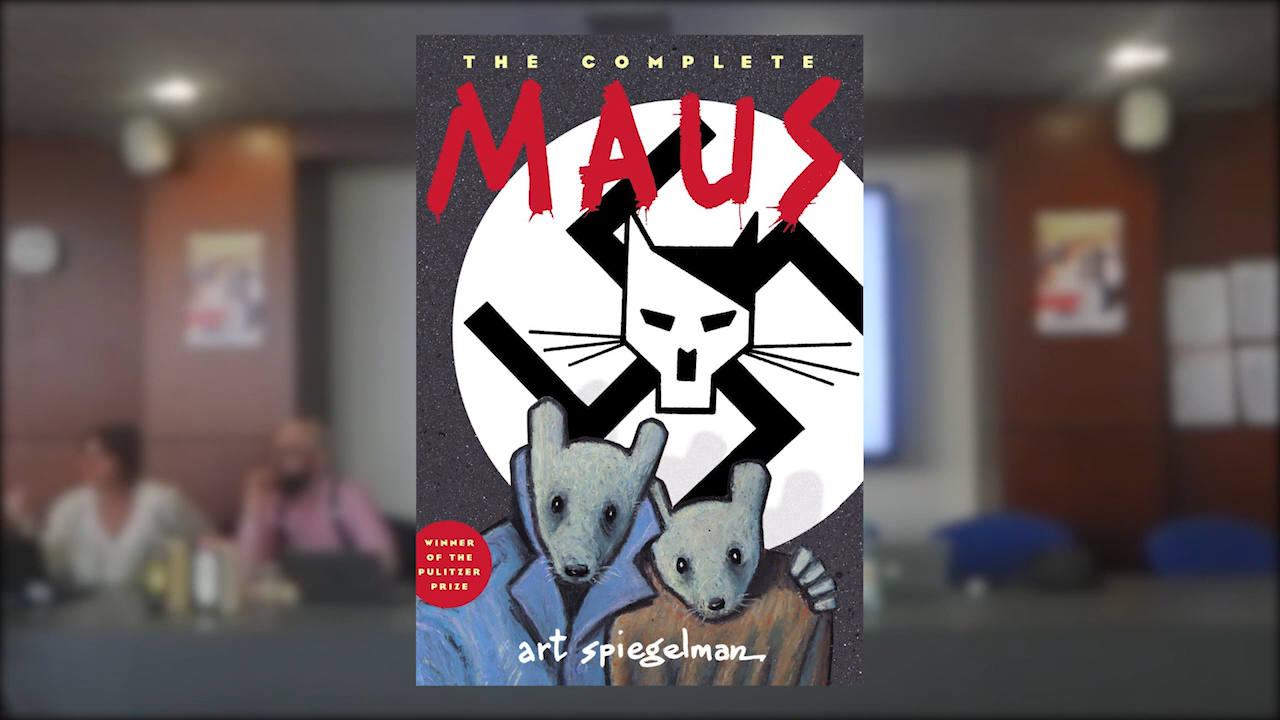 THE COMPLETE
MAUS
WINNER
OF THE
PULITZER
PRIZE
art spiegelman